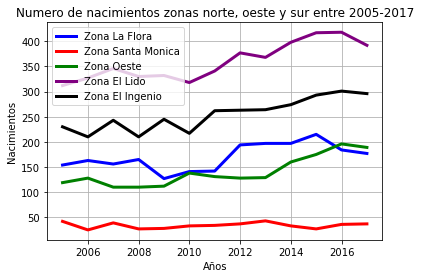 Numero de nacimientos zonas norte, oeste y sur entre 2005-2017
Nacimientos
400
350
300
250
200
150
100
50
Zona La Flora
Zona Santa Monica
Zona Oeste
Zona El Lido
Zona El Ingenio
2006 2008 2010 2012 2014 2016
Años